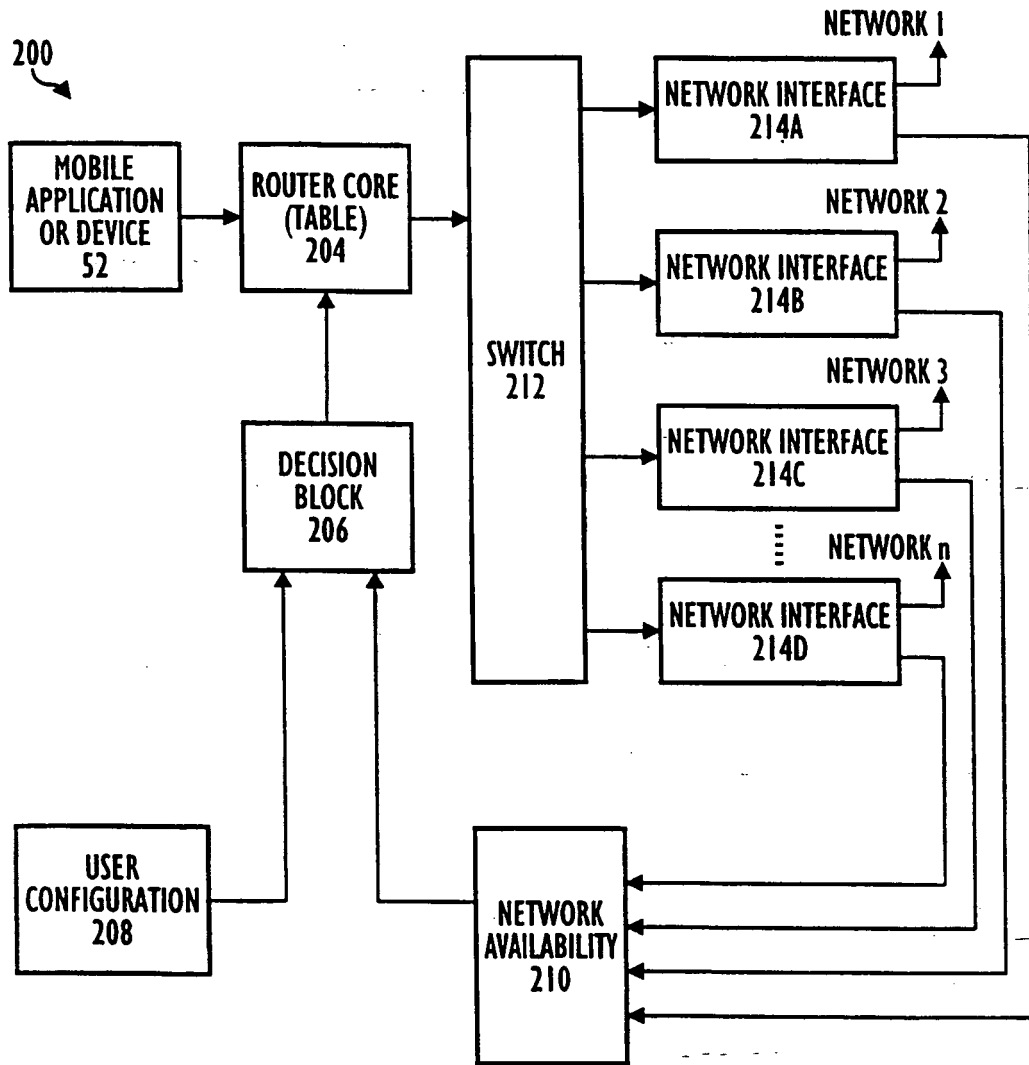 200
MOBILE
APPLICATION
OR DEVICE
52
ROUTER CORE
(TABLE)
204
DECISION
BLOCK
206
USER
CONFIGURATION
208
SWITCH
212
NETWORK 1
NETWORK INTERFACE
214A
NETWORK 2
NETWORK INTERFACE
214B
NETWORK 3
NETWORK INTERFACE
214C
NETWORK n
NETWORK INTERFACE
214D
NETWORK
AVAILABILITY
210